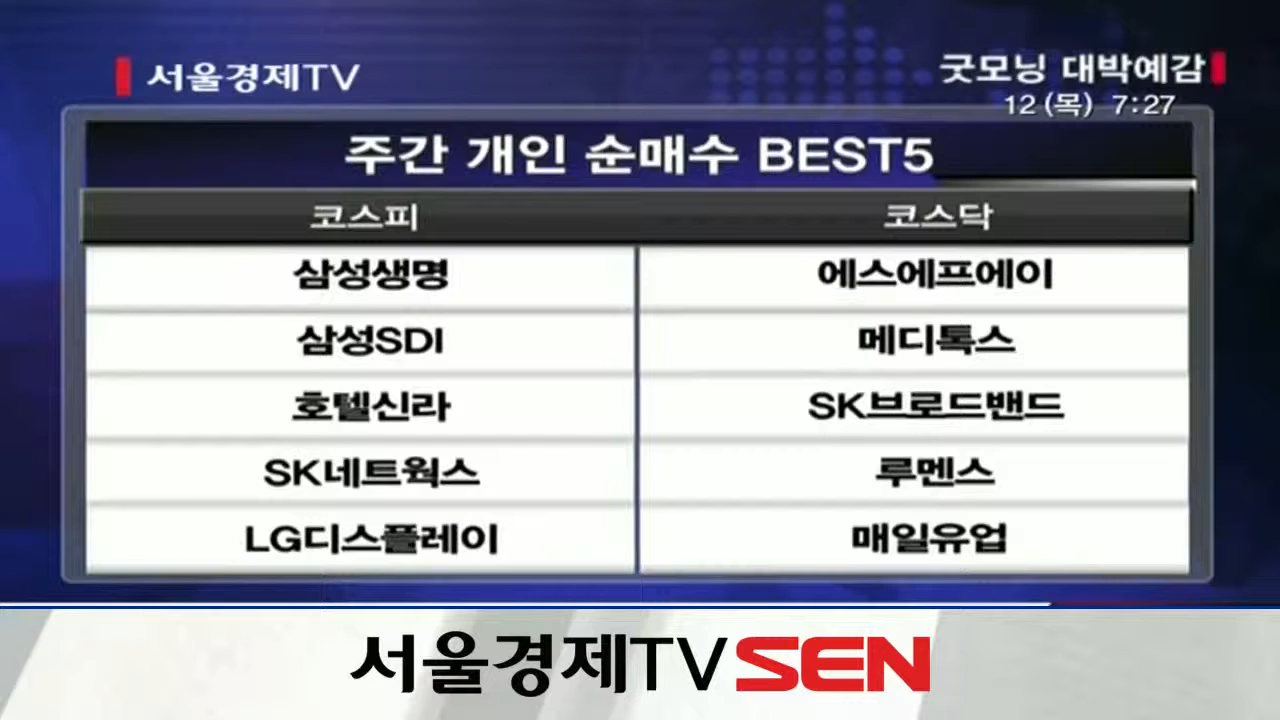 서울경제TV
굿모닝 대박예감
12 (목) 7:27
주간 개인 순매수 BEST5
코스피 코스닥
삼성생명 에스에프에이
삼성SDI 메디톡스
호텔신라 SK브로드밴드
SK네트웍스 루멘스
LG디스플레이 매일유업
서울경제TV SEN